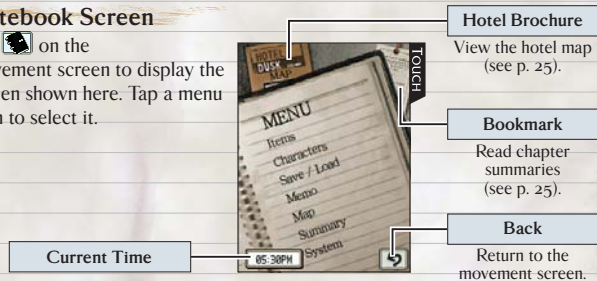 tebook Screen
on the
vement screen to display the
en shown here. Tap a menu
n to select it.
HOTEL
DUSK
MAP
TOUCH
MENU
Items
Characters
Save / Load
Memo
Map
Summary
System
05:30PM
Current Time
Hotel Brochure
View the hotel map
(see p. 25).
Bookmark
Read chapter
summaries
(see p. 25).
Back
Return to the
movement screen.